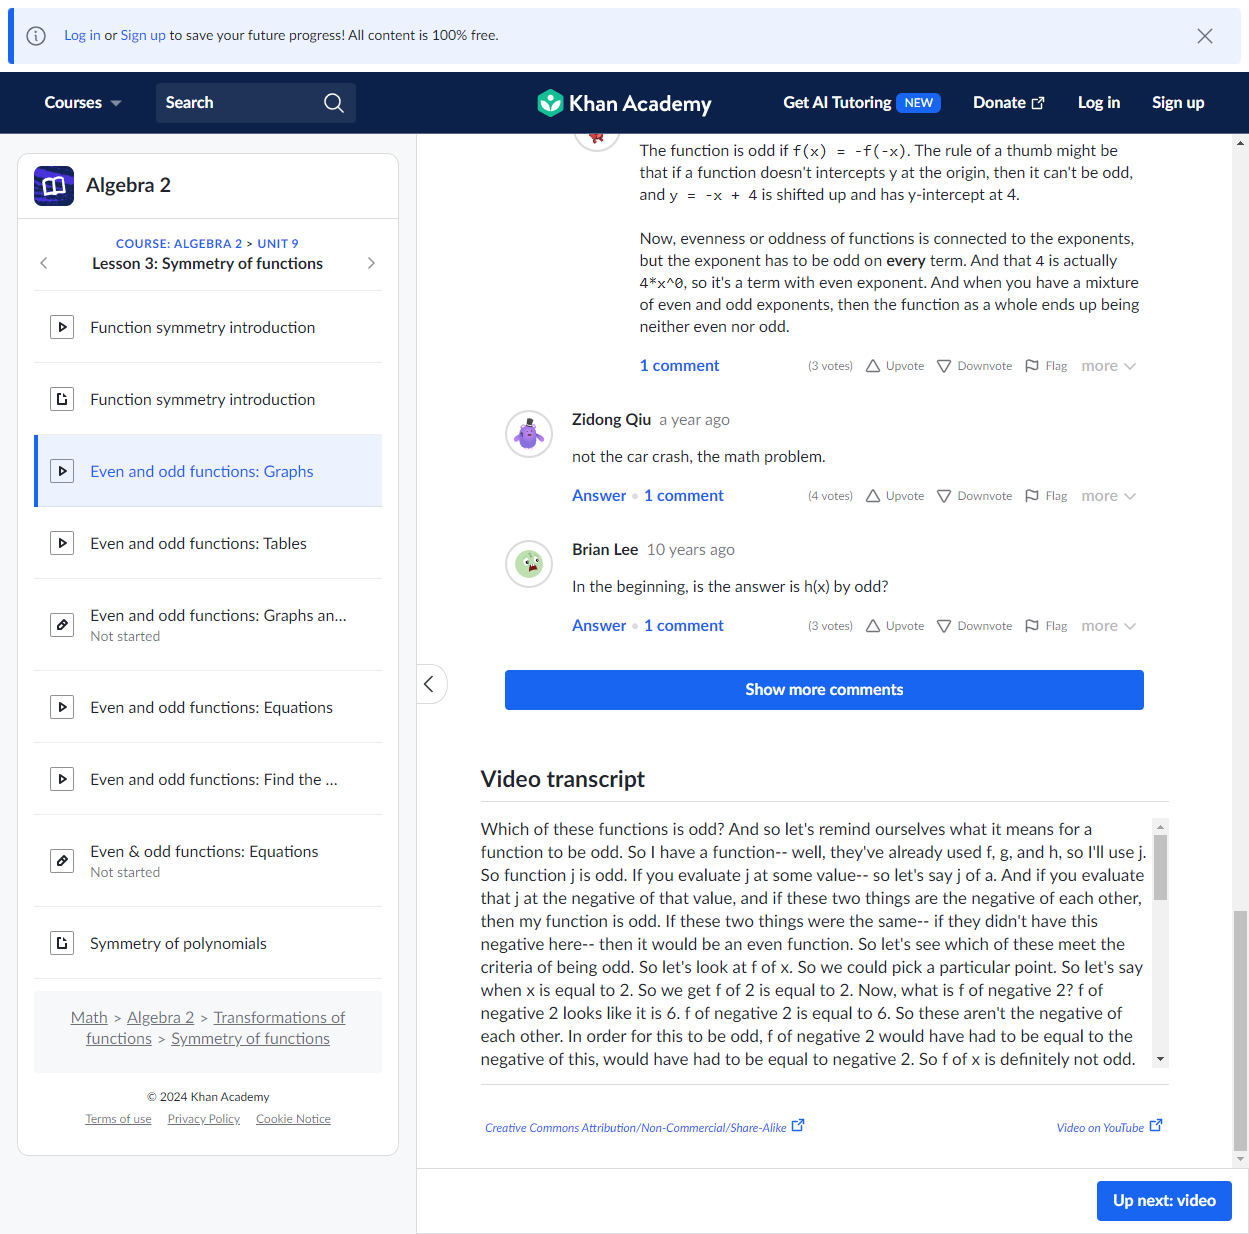 Log in or Sign up to save your future progress! All content is 100% free.
Courses
Search
Khan Academy
Get AI Tutoring NEW
Donate
Log in
Sign up
Algebra 2
COURSE: ALGEBRA 2 > UNIT 9
Lesson 3: Symmetry of functions
Function symmetry introduction
Function symmetry introduction
Even and odd functions: Graphs
Even and odd functions: Tables
Even and odd functions: Graphs an...
Not started
Even and odd functions: Equations
Even and odd functions: Find the ...
Even & odd functions: Equations
Not started
Symmetry of polynomials
Math > Algebra 2 > Transformations of
functions > Symmetry of functions
© 2024 Khan Academy
Terms of use Privacy Policy Cookie Notice
The function is odd if f(x) = -f(-x). The rule of a thumb might be
that if a function doesn't intercepts y at the origin, then it can't be odd,
and y = -x + 4 is shifted up and has y-intercept at 4.
Now, evenness or oddness of functions is connected to the exponents,
but the exponent has to be odd on every term. And that 4 is actually
4*x^0, so it's a term with even exponent. And when you have a mixture
of even and odd exponents, then the function as a whole ends up being
neither even nor odd.
1 comment (3 votes) Upvote Downvote Flag more
Zidong Qiu a year ago
not the car crash, the math problem.
Answer • 1 comment (4 votes) Upvote Downvote Flag more
Brian Lee 10 years ago
In the beginning, is the answer is h(x) by odd?
Answer • 1 comment (3 votes) Upvote Downvote Flag more
Show more comments
Video transcript
Which of these functions is odd? And so let's remind ourselves what it means for a
function to be odd. So I have a function-- well, they've already used f, g, and h, so I'll use j.
So function j is odd. If you evaluate j at some value-- so let's say j of a. And if you evaluate
that j at the negative of that value, and if these two things are the negative of each other,
then my function is odd. If these two things were the same-- if they didn't have this
negative here-- then it would be an even function. So let's see which of these meet the
criteria of being odd. So let's look at f of x. So we could pick a particular point. So let's say
when x is equal to 2. So we get f of 2 is equal to 2. Now, what is f of negative 2? f of
negative 2 looks like it is 6. f of negative 2 is equal to 6. So these aren't the negative of
each other. In order for this to be odd, f of negative 2 would have had to be equal to the
negative of this, would have had to be equal to negative 2. So f of x is definitely not odd.
Creative Commons Attribution/Non-Commercial/Share-Alike
Video on YouTube
Up next: video